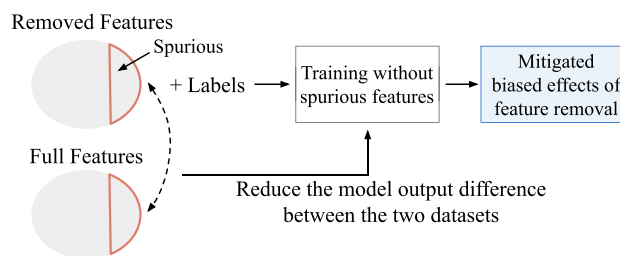 Removed Features
Spurious
+ Labels
Training without
spurious features
Mitigated
biased effects of
feature removal
Full Features
Reduce the model output difference
between the two datasets